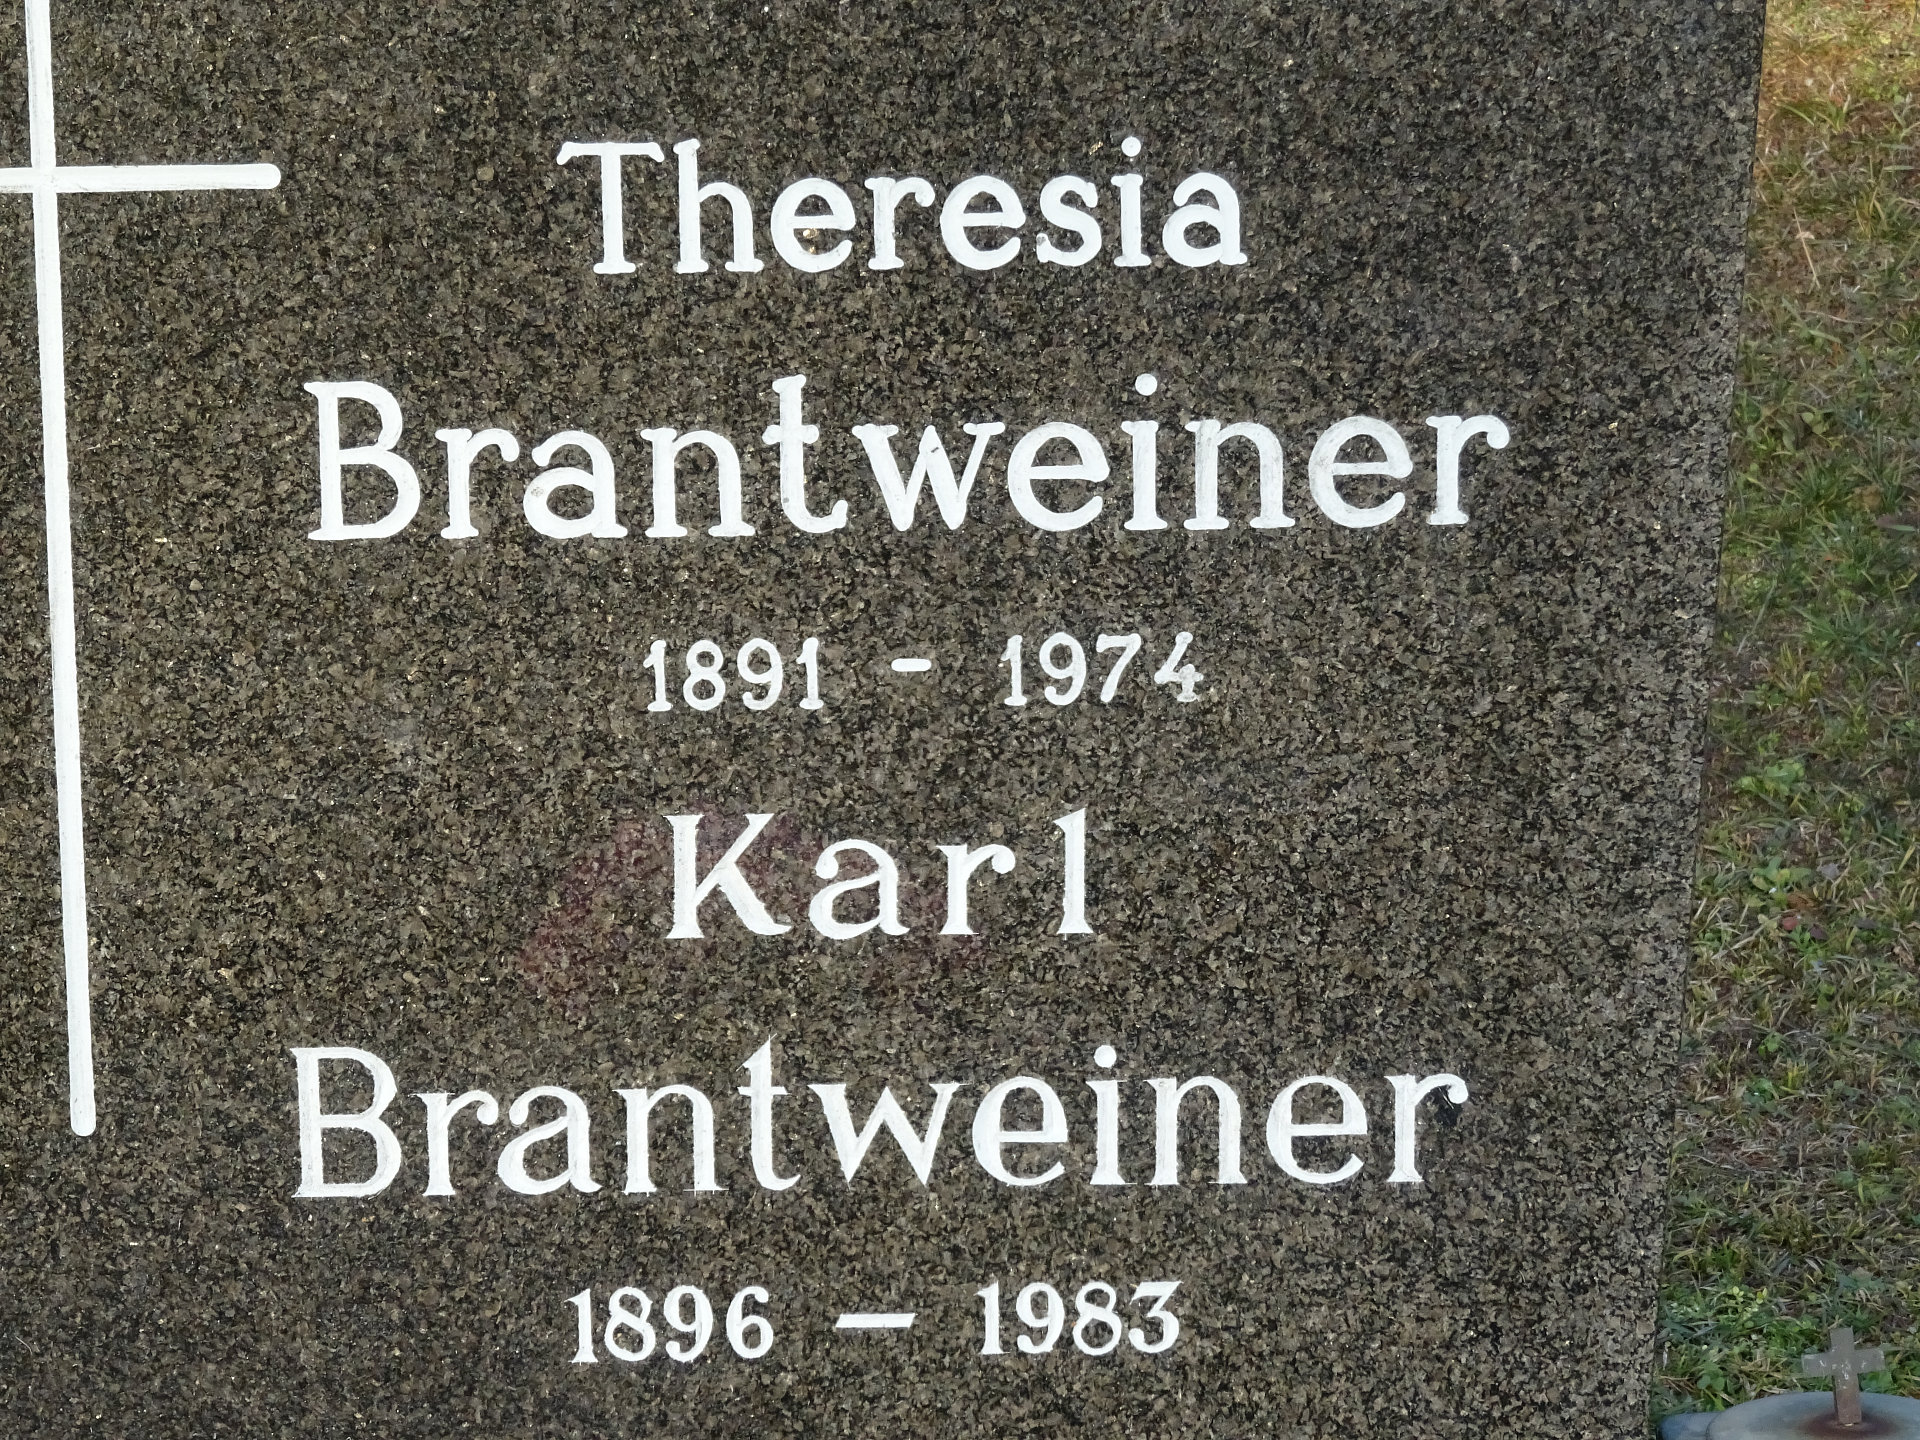 Theresia
Brantweiner
1891 - 1974
Karl
Brantweiner
1896 — 1983